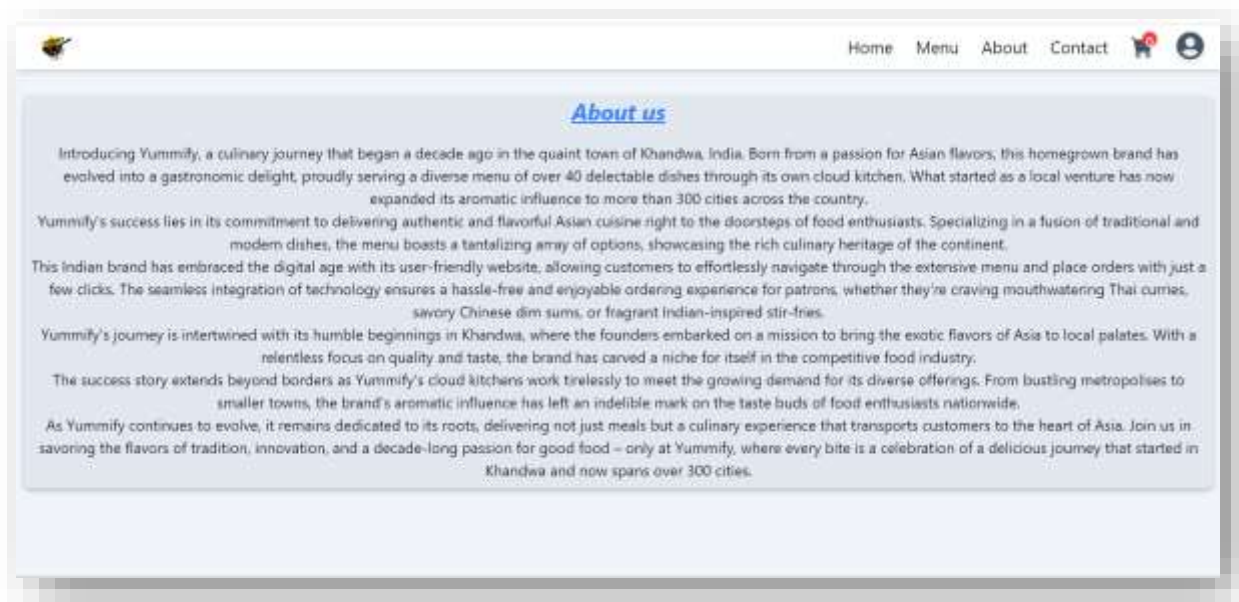 Home Menu About Contact 0
About us
Introducing Yummify, a culinary journey that began a decade ago in the quaint town of Khandwa, India. Born from a passion for Asian flavors, this homegrown brand has
evolved into a gastronomic delight, proudly serving a diverse menu of over 40 delectable dishes through its own cloud kitchen. What started as a local venture has now
expanded its aromatic influence to more than 300 cities across the country.
Yummify's success lies in its commitment to delivering authentic and flavorful Asian cuisine right to the doorsteps of food enthusiasts. Specializing in a fusion of traditional and
modern dishes, the menu boasts a tantalizing array of options, showcasing the rich culinary heritage of the continent.
This Indian brand has embraced the digital age with its user-friendly website, allowing customers to effortlessly navigate through the extensive menu and place orders with just a
few clicks. The seamless integration of technology ensures a hassle-free and enjoyable ordering experience for patrons, whether they're craving mouthwatering Thai curries,
savory Chinese dim sums, or fragrant Indian-inspired stir-fries.
Yummify's journey is intertwined with its humble beginnings in Khandwa, where the founders embarked on a mission to bring the exotic flavors of Asia to local palates. With a
relentless focus on quality and taste, the brand has carved a niche for itself in the competitive food industry.
The success story extends beyond borders as Yummify's cloud kitchens work tirelessly to meet the growing demand for its diverse offerings. From bustling metropolises to
smaller towns, the brand's aromatic influence has left an indelible mark on the taste buds of food enthusiasts nationwide.
As Yummify continues to evolve, it remains dedicated to its roots, delivering not just meals but a culinary experience that transports customers to the heart of Asia. Join us in
savoring the flavors of tradition, innovation, and a decade-long passion for good food – only at Yummify, where every bite is a celebration of a delicious journey that started in
Khandwa and now spans over 300 cities.